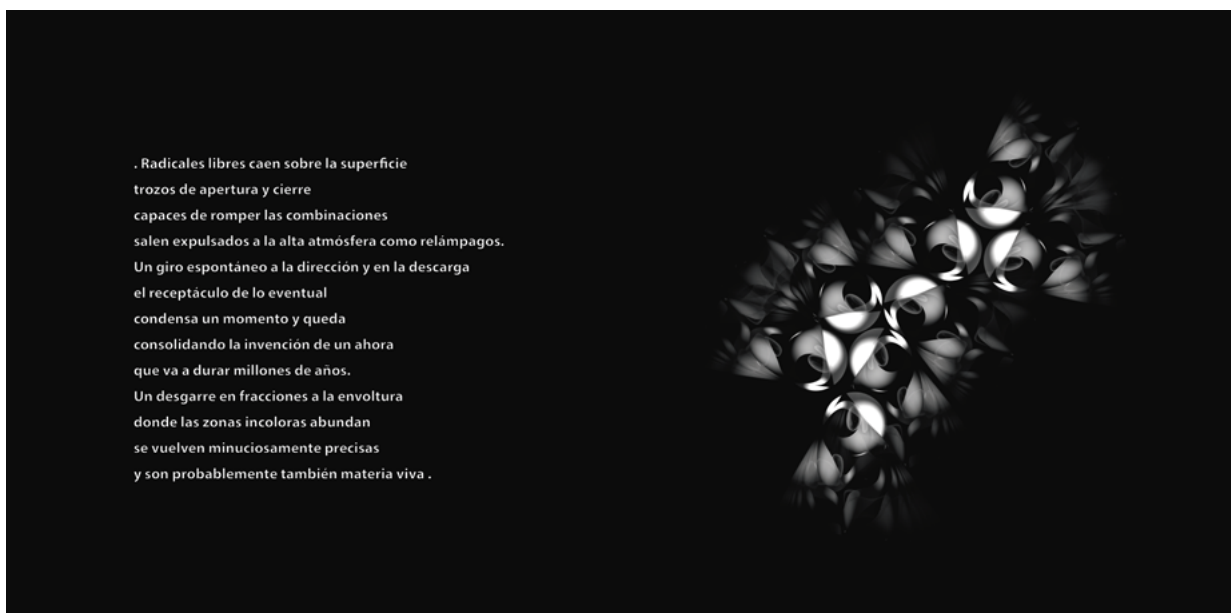 . Radicales libres caen sobre la superficie
trozos de apertura y cierre
capaces de romper las combinaciones
salen expulsados a la alta atmósfera como relámpagos.
Un giro espontáneo a la dirección y en la descarga
el receptáculo de lo eventual
condensa un momento y queda
consolidando la invención de un ahora
que va a durar millones de años.
Un desgarre en fracciones a la envoltura
donde las zonas incoloras abundan
se vuelven minuciosamente precisas
y son probablemente también materia viva .